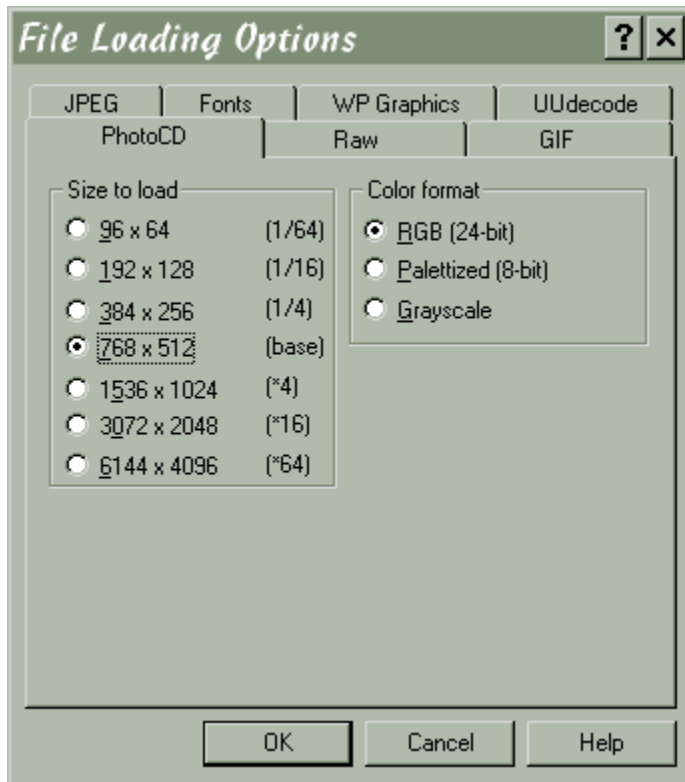 File Loading Options ? ×
JPEG Fonts WP Graphics UUdecode
PhotoCD Raw GIF
Size to load Color format
96 x 64 (1/64) RGB (24-bit)
192 x 128 (1/16) Palettized (8-bit)
384 x 256 (1/4) Grayscale
768 x 512 (base)
1536 x 1024 (*4)
3072 x 2048 (*16)
6144 x 4096 (*64)
OK Cancel Help